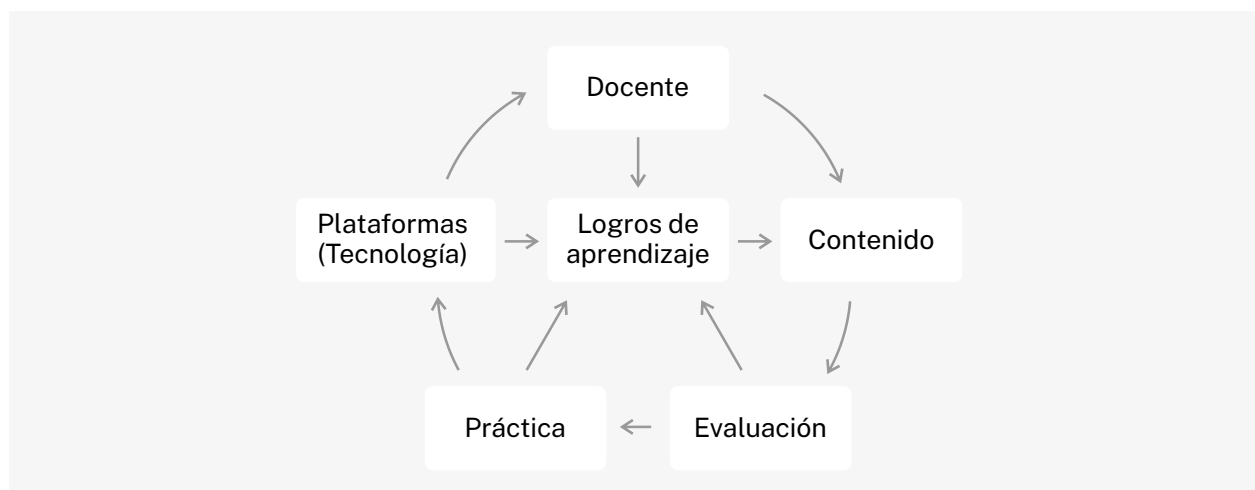 Docente
Plataformas
(Tecnología)
Logros de
aprendizaje
Contenido
Práctica
Evaluación